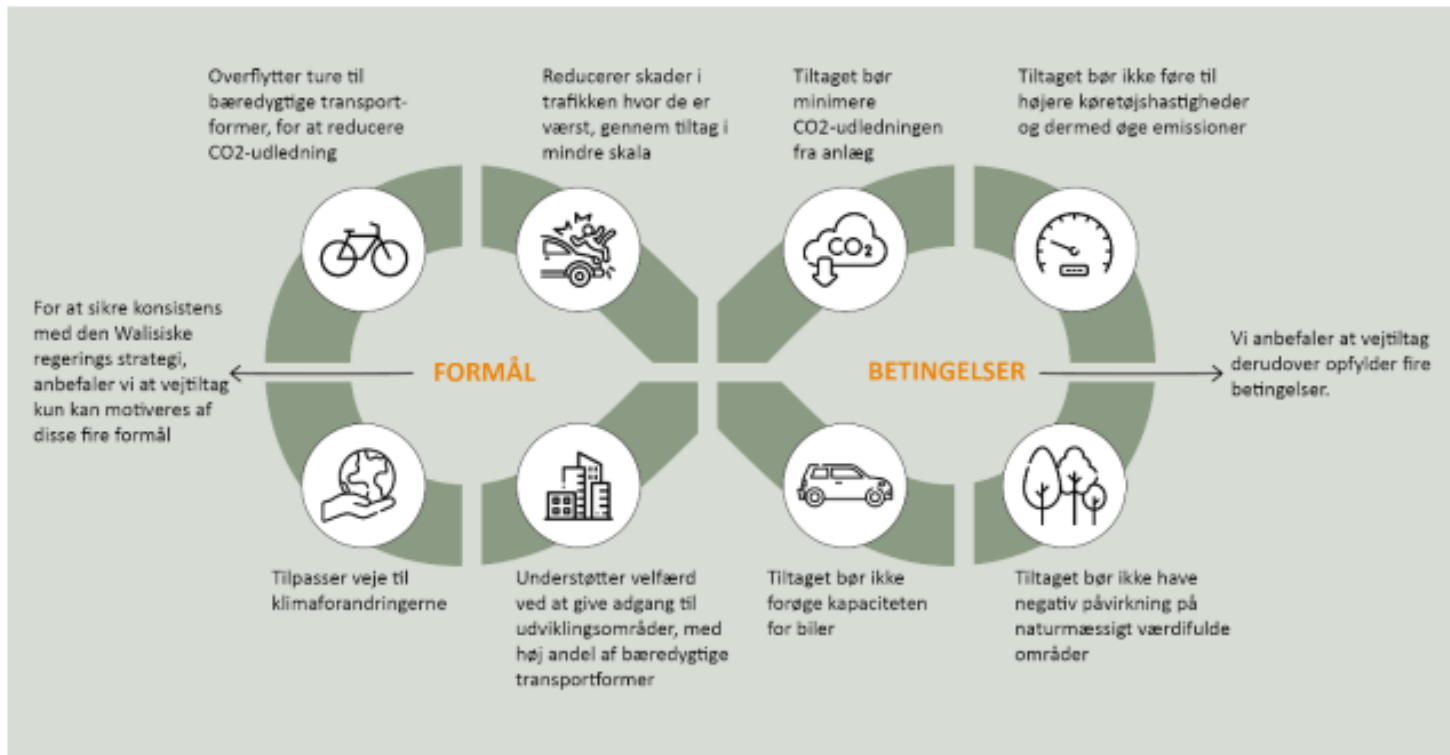 Overflytter ture til
bæredygtige transport-
former, for at reducere
CO2-udledning
Reducerer skader i
trafikken hvor de er
værst, gennem tiltag i
mindre skala
Tiltaget bør
minimere
CO2-udledningen
fra anlæg
Tiltaget bør ikke føre til
højere køretøjshastigheder
og dermed øge emissioner
CO₂
For at sikre konsistens
med den Walisiske
regerings strategi,
anbefaler vi at vejtiltag
kun kan motiveres af
disse fire formål
FORMÅL
BETINGELSER
Vi anbefaler at vejtiltag
derudover opfylder fire
betingelser.
Tilpasser veje til
klimaforandringerne
Understøtter velfærd
ved at give adgang til
udviklingsområder, med
høj andel af bæredygtige
transportformer
Tiltaget bør ikke
forøge kapaciteten
for biler
Tiltaget bør ikke have
negativ påvirkning på
naturmæssigt værdifulde
områder